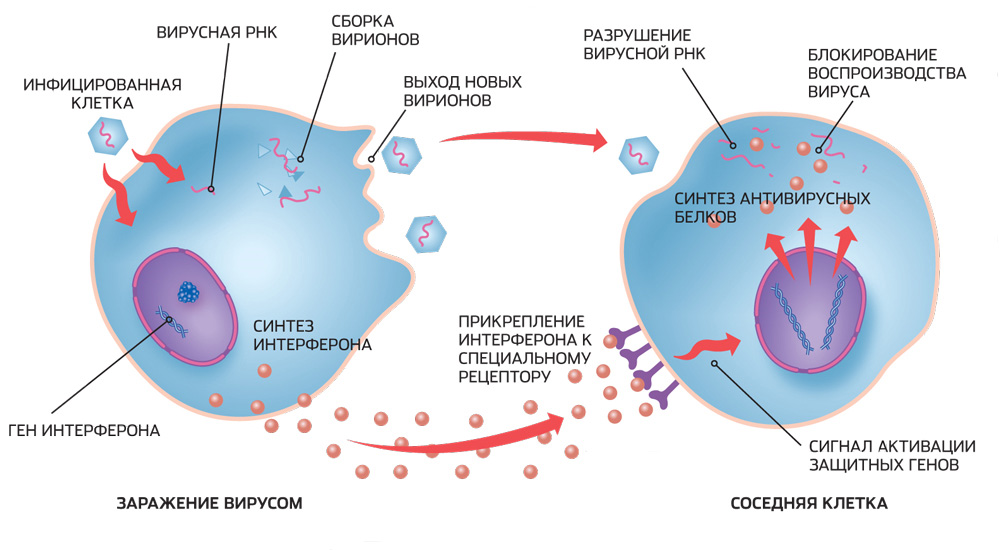 ВИРУСНАЯ РНК
СБОРКА
ВИРИОНОВ
ИНФИЦИРОВАННАЯ
КЛЕТКА
ВЫХОД НОВЫХ
ВИРИОНОВ
РАЗРУШЕНИЕ
ВИРУСНОЙ РНК
БЛОКИРОВАНИЕ
ВОСПРОИЗВОДСТВА
ВИРУСА
СИНТЕЗ АНТИВИРУСНЫХ
БЕЛКОВ
СИНТЕЗ
ИНТЕРФЕРОНА
ПРИКРЕПЛЕНИЕ
ИНТЕРФЕРОНА К
СПЕЦИАЛЬНОМУ
РЕЦЕПТОРУ
ГЕН ИНТЕРФЕРОНА
СИГНАЛ АКТИВАЦИИ
ЗАЩИТНЫХ ГЕНОВ
ЗАРАЖЕНИЕ ВИРУСОМ
СОСЕДНЯЯ КЛЕТКА